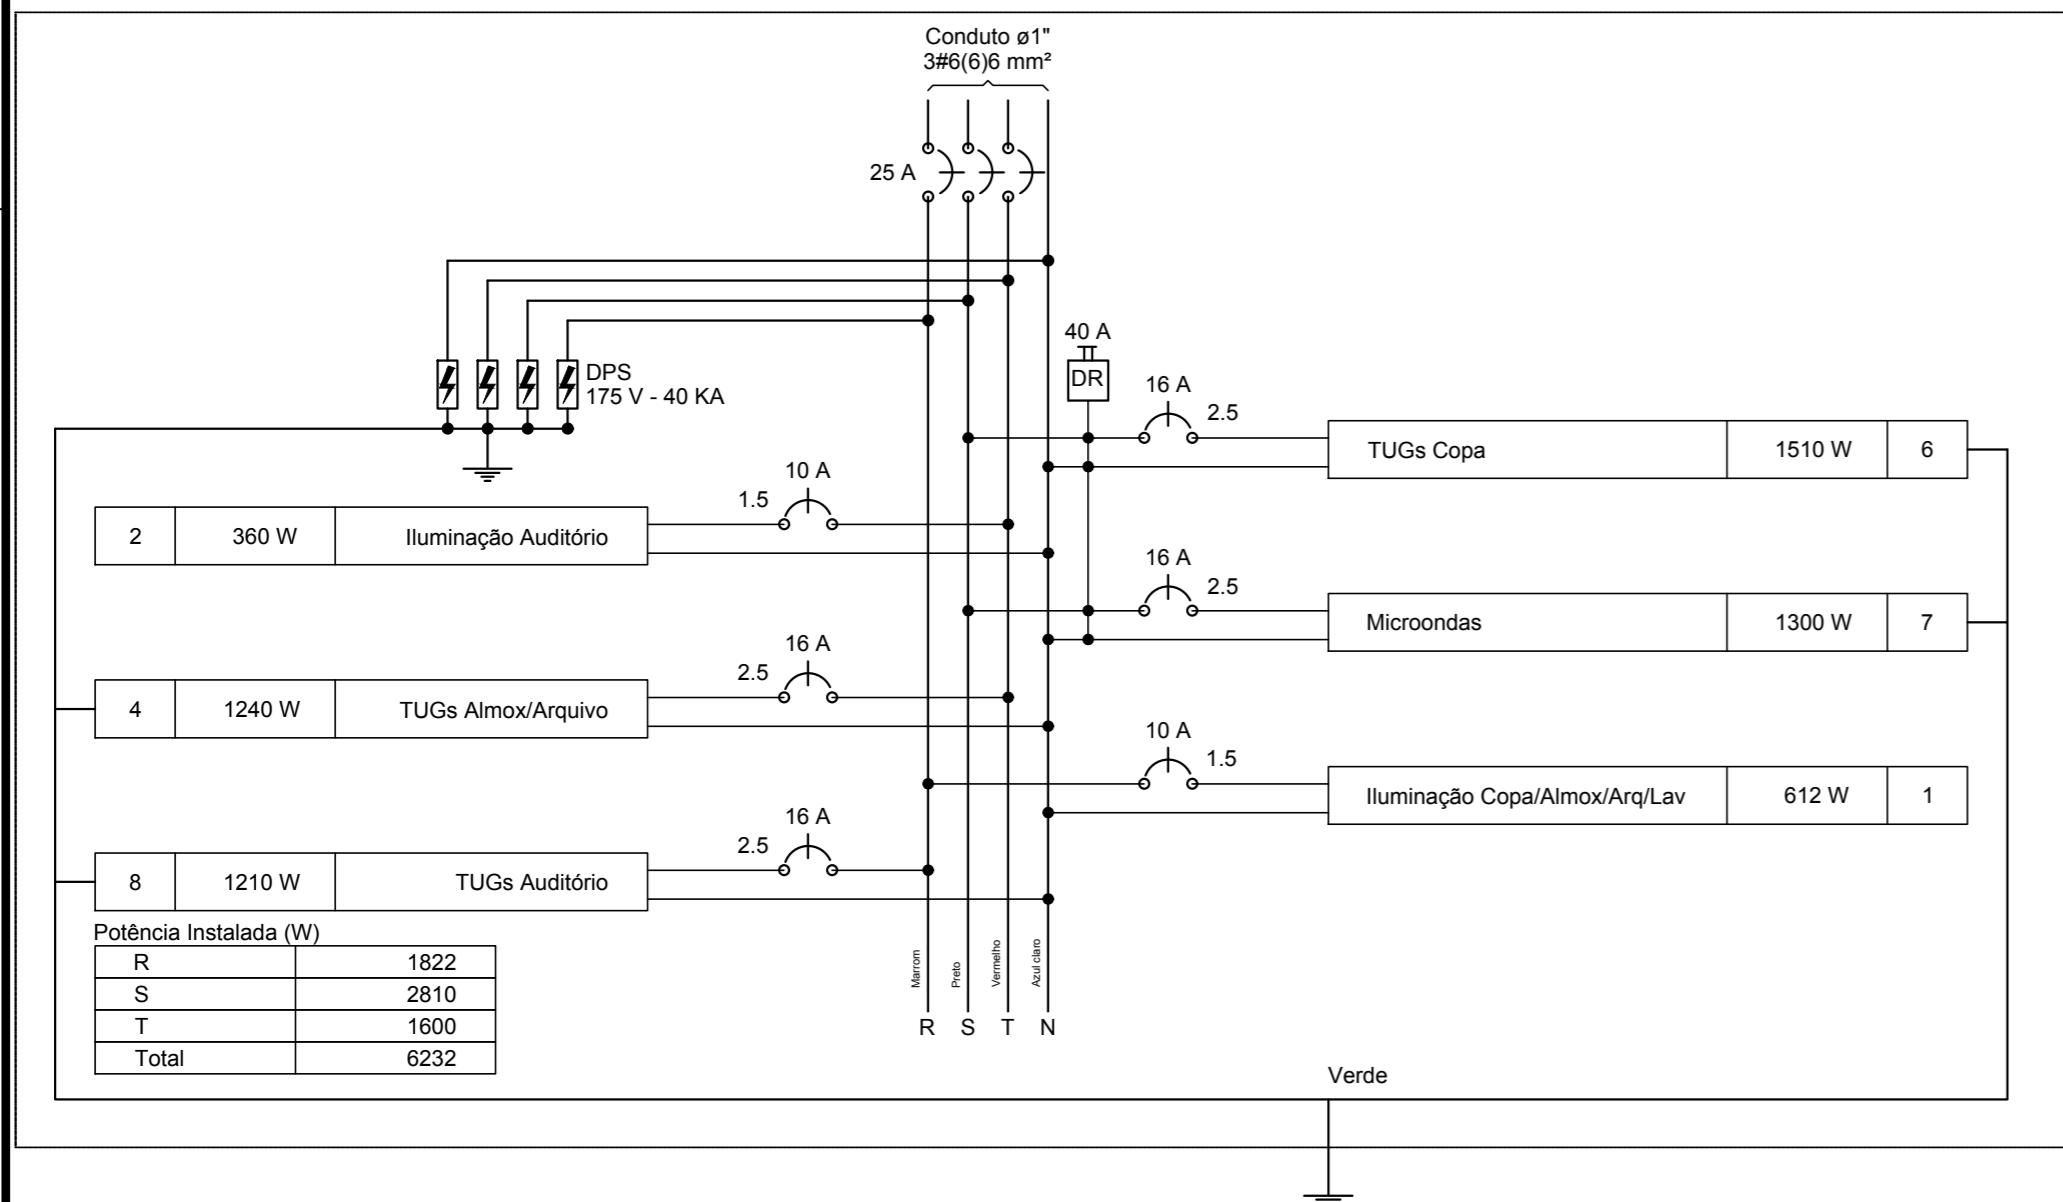 Conduto ø1"
3#6(6)6 mm²
25 A
DPS
175 V - 40 KA
40 A
DR
16 A
2.5
TUGs Copa 1510 W 6
10 A
1.5
2 360 W Iluminação Auditório
16 A
2.5
Microondas 1300 W 7
16 A
2.5
4 1240 W TUGs Almox/Arquivo
10 A
1.5
Iluminação Copa/Almox/Arq/Lav 612 W 1
16 A
2.5
8 1210 W TUGs Auditório
Potência Instalada (W)
R 1822
S 2810
T 1600
Total 6232
Marrom
Preto
Vermelho
Azul claro
R S T N
Verde